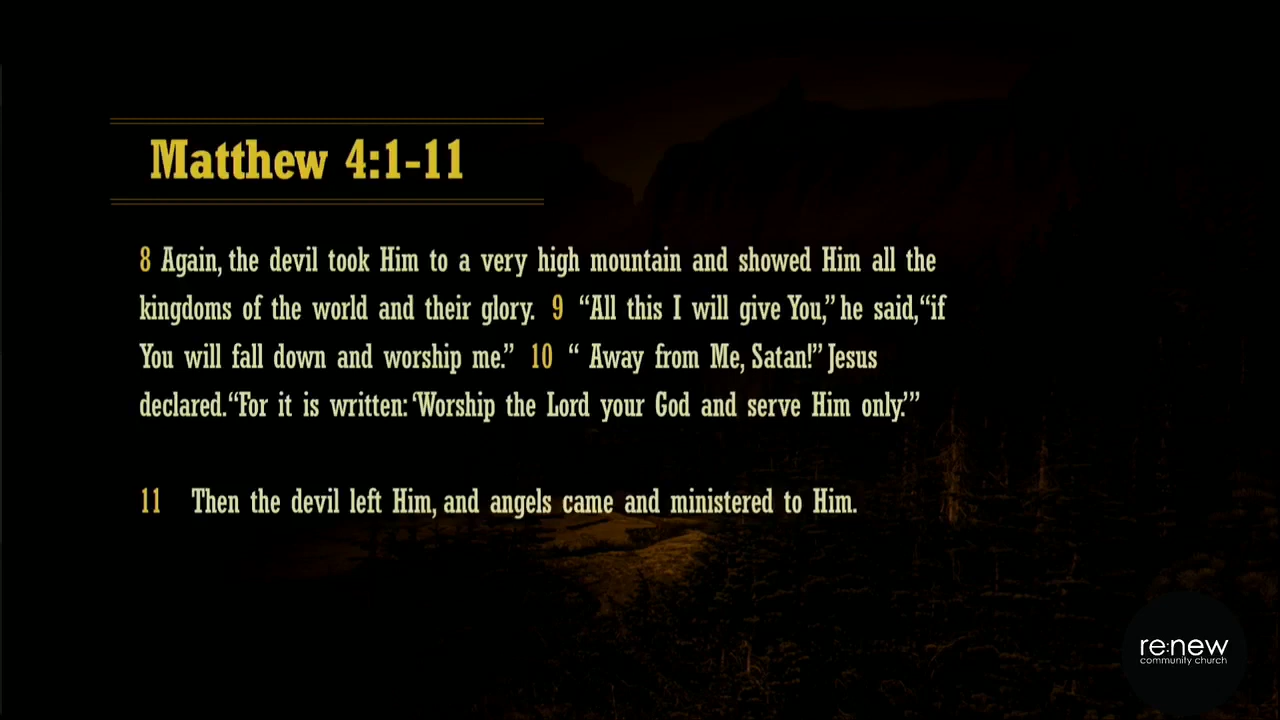 Matthew 4:1-11
8 Again, the devil took Him to a very high mountain and showed Him all the
kingdoms of the world and their glory. 9 “All this I will give You,” he said, “if
You will fall down and worship me.” 10 “ Away from Me, Satan!” Jesus
declared. “For it is written: ‘Worship the Lord your God and serve Him only.’”
11 Then the devil left Him, and angels came and ministered to Him.
re:new
community church